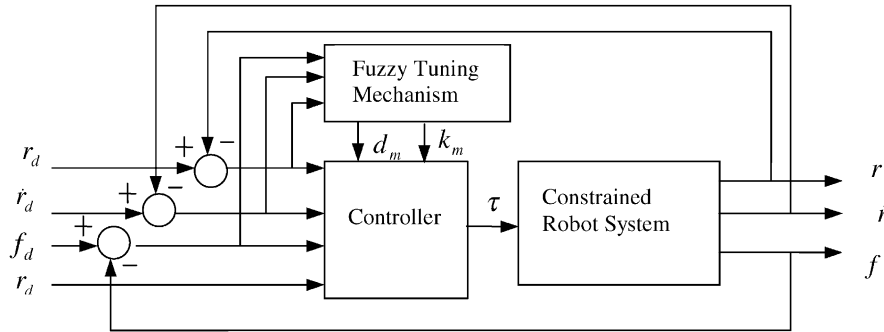 Fuzzy Tuning
Mechanism
d_m
k_m
+
−
r_d
+
−
ṙ_d
+
−
f_d
r_d
Controller
τ
Constrained
Robot System
r
ṙ
f